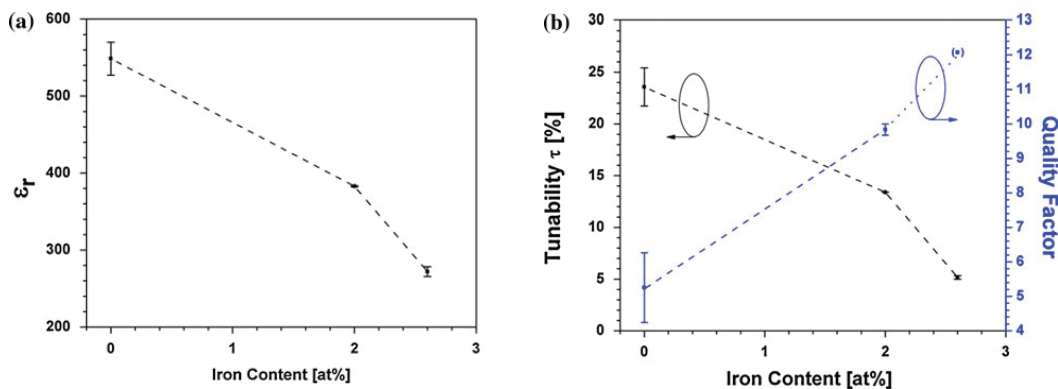 (a)
600
500
400
300
200
εr
0 1 2 3
Iron Content [at%]
(b)
30
25
20
15
10
5
0
Tunability τ [%]
13
12
11
10
9
8
7
6
5
4
Quality Factor
(•)
0 1 2 3
Iron Content [at%]